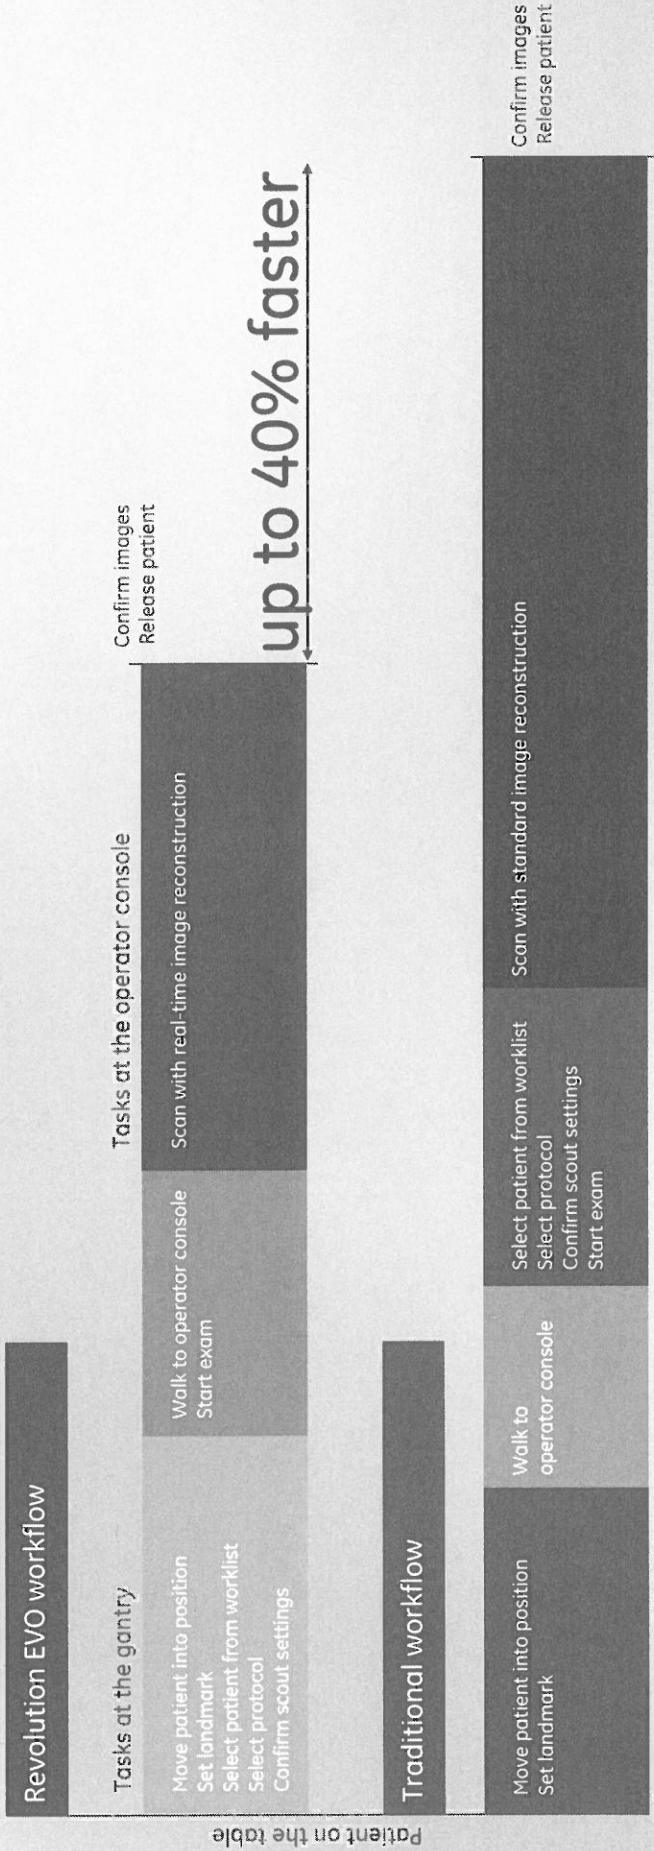 Revolution EVO workflow
Tasks at the gantry
Tasks at the operator console
Patient on the table
Move patient into position
Set landmark
Select patient from worklist
Select protocol
Confirm scout settings
Walk to operator console
Start exam
Scan with real-time image reconstruction
Confirm images
Release patient
up to 40% faster
Traditional workflow
Move patient into position
Set landmark
Walk to
operator console
Select patient from worklist
Select protocol
Confirm scout settings
Start exam
Scan with standard image reconstruction
Confirm images
Release patient